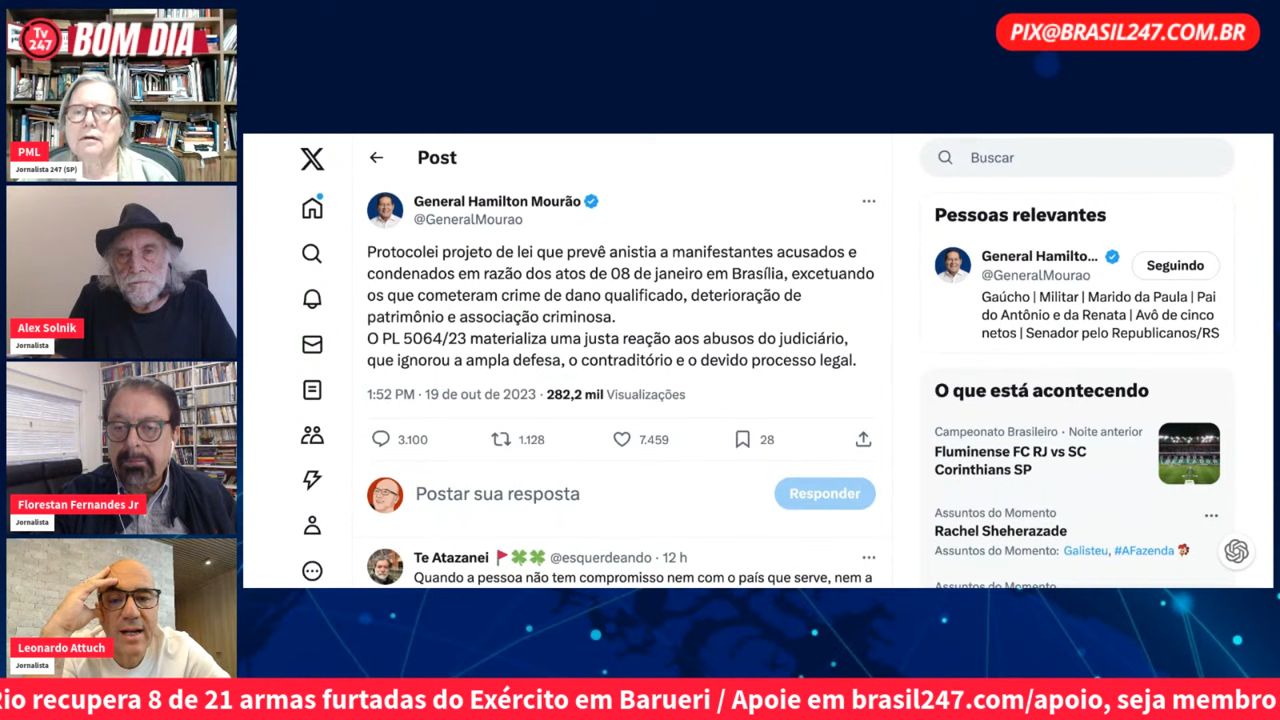 Tv 247
BOM DIA
PIX@BRASIL247.COM.BR
PML
Jornalista 247 (SP)
Alex Solnik
Jornalista
Florestan Fernandes Jr
Jornalista
Leonardo Attuch
Jornalista
X
Post
General Hamilton Mourão
@GeneralMourao
Protocolei projeto de lei que prevê anistia a manifestantes acusados e
condenados em razão dos atos de 08 de janeiro em Brasília, excetuando
os que cometeram crime de dano qualificado, deterioração de
patrimônio e associação criminosa.
O PL 5064/23 materializa uma justa reação aos abusos do judiciário,
que ignorou a ampla defesa, o contraditório e o devido processo legal.
1:52 PM · 19 de out de 2023 · 282,2 mil Visualizações
3.100 1.128 7.459 28
Postar sua resposta
Responder
Te Atazanei @esquerdeando · 12 h
Quando a pessoa não tem compromisso nem com o país que serve, nem a
Buscar
Pessoas relevantes
General Hamilto...
@GeneralMourao
Seguindo
Gaúcho | Militar | Marido da Paula | Pai
do Antônio e da Renata | Avô de cinco
netos | Senador pelo Republicanos/RS
O que está acontecendo
Campeonato Brasileiro · Noite anterior
Fluminense FC RJ vs SC
Corinthians SP
Assuntos do Momento
Rachel Sheherazade
Assuntos do Momento: Galisteu, #AFazenda
Assuntos do Momento
Rio recupera 8 de 21 armas furtadas do Exército em Barueri / Apoie em brasil247.com/apoio, seja membro